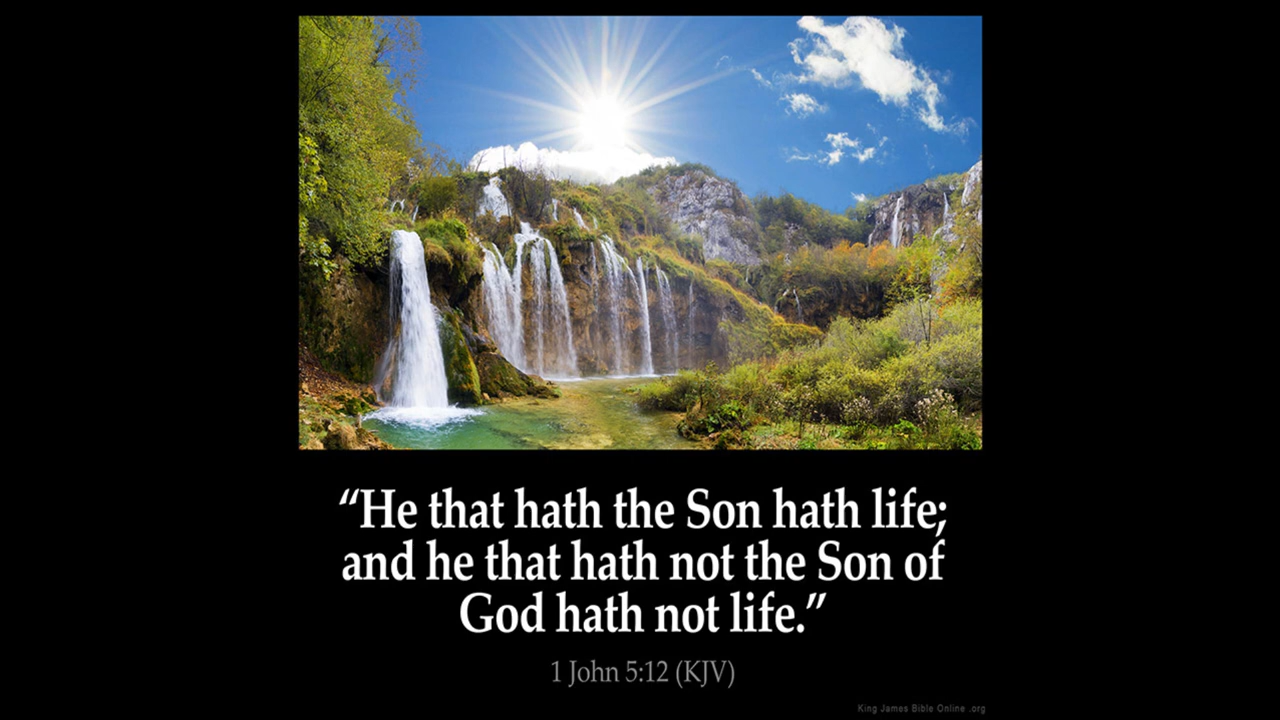 “He that hath the Son hath life;
and he that hath not the Son of
God hath not life.”
1 John 5:12 (KJV)
King James Bible Online .org